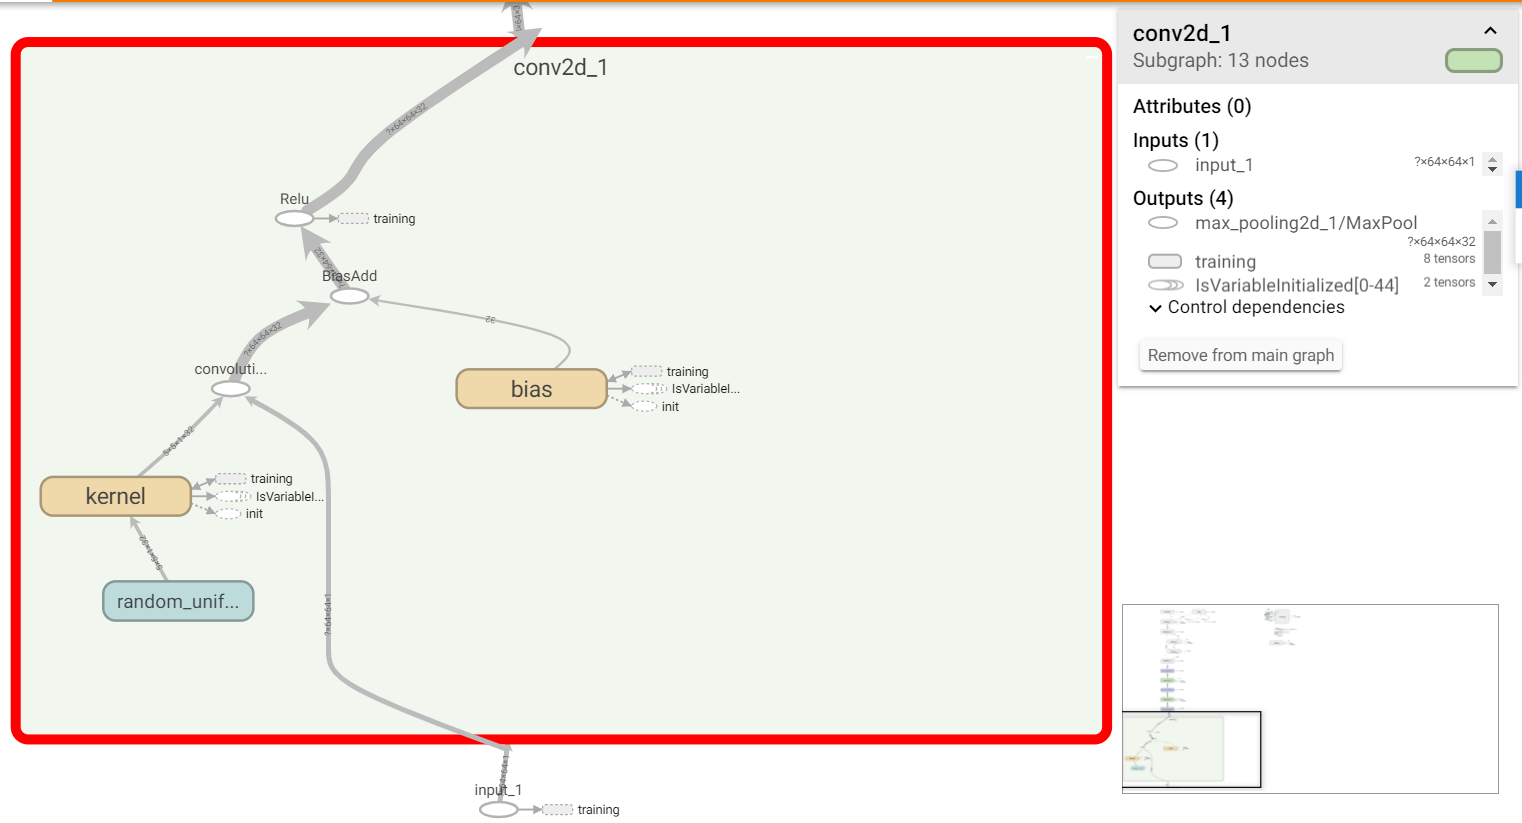 conv2d_1
?×64×64×32
Relu
training
BiasAdd
?×64×64×32
32
convoluti...
bias
training
IsVariableI...
init
5×5×1×32
kernel
training
IsVariableI...
init
5×5×1×32
random_unif...
?×64×64×1
input_1
training
conv2d_1
Subgraph: 13 nodes
Attributes (0)
Inputs (1)
input_1 ?×64×64×1
Outputs (4)
max_pooling2d_1/MaxPool
?×64×64×32
training 8 tensors
IsVariableInitialized[0-44] 2 tensors
Control dependencies
Remove from main graph